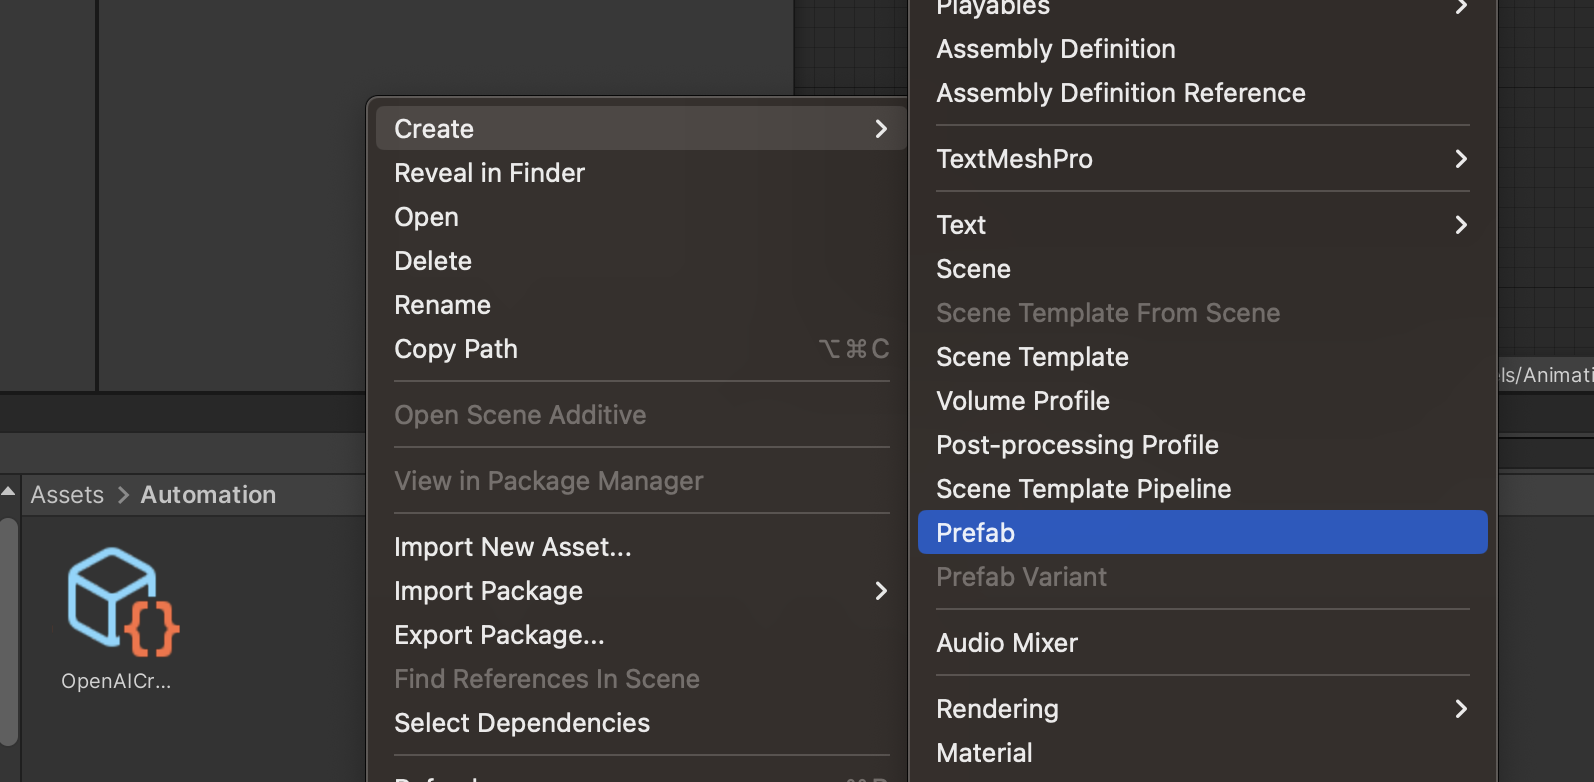 Playables
Assembly Definition
Assembly Definition Reference
TextMeshPro
Text
Scene
Scene Template From Scene
Scene Template
Volume Profile
Post-processing Profile
Scene Template Pipeline
Prefab
Prefab Variant
Audio Mixer
Rendering
Material
Create
Reveal in Finder
Open
Delete
Rename
Copy Path ⌥⌘C
Open Scene Additive
View in Package Manager
Import New Asset...
Import Package
Export Package...
Find References In Scene
Select Dependencies
Assets > Automation
OpenAICr...
ls/Animati